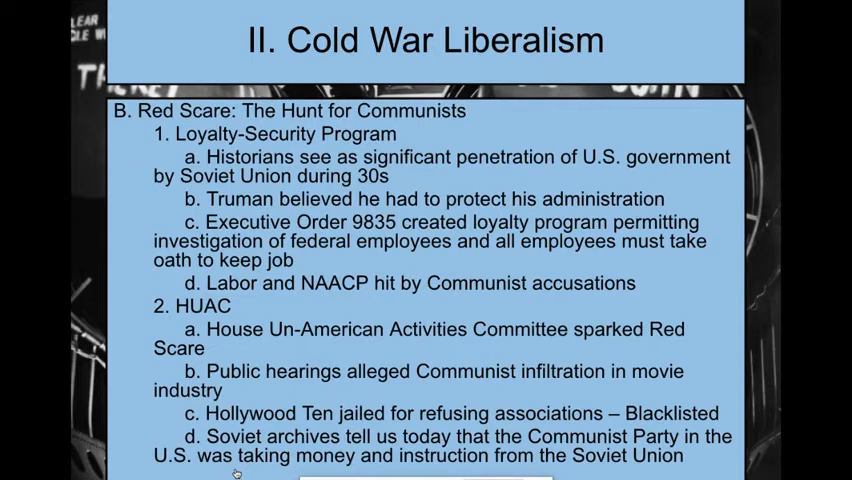 II. Cold War Liberalism
B. Red Scare: The Hunt for Communists
1. Loyalty-Security Program
a. Historians see as significant penetration of U.S. government
by Soviet Union during 30s
b. Truman believed he had to protect his administration
c. Executive Order 9835 created loyalty program permitting
investigation of federal employees and all employees must take
oath to keep job
d. Labor and NAACP hit by Communist accusations
2. HUAC
a. House Un-American Activities Committee sparked Red
Scare
b. Public hearings alleged Communist infiltration in movie
industry
c. Hollywood Ten jailed for refusing associations – Blacklisted
d. Soviet archives tell us today that the Communist Party in the
U.S. was taking money and instruction from the Soviet Union